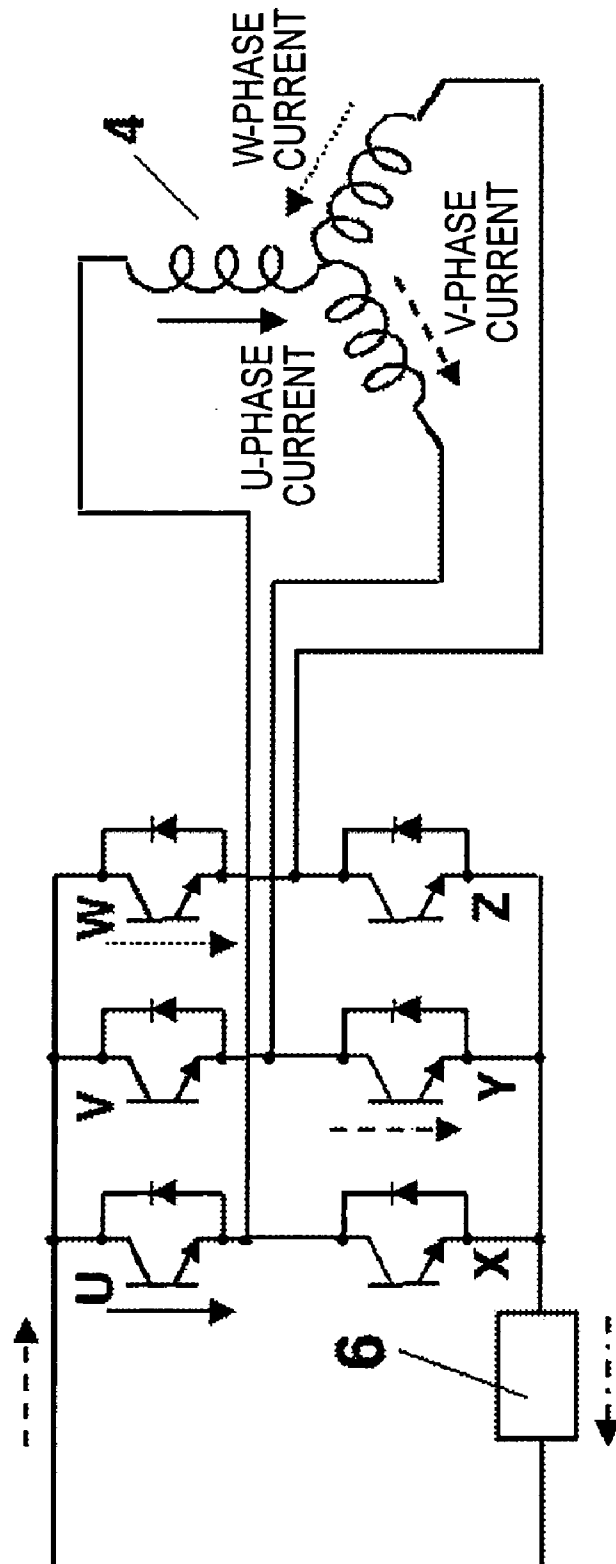 4
W-PHASE
CURRENT
U-PHASE
CURRENT
V-PHASE
CURRENT
U
V
W
X
Y
Z
6